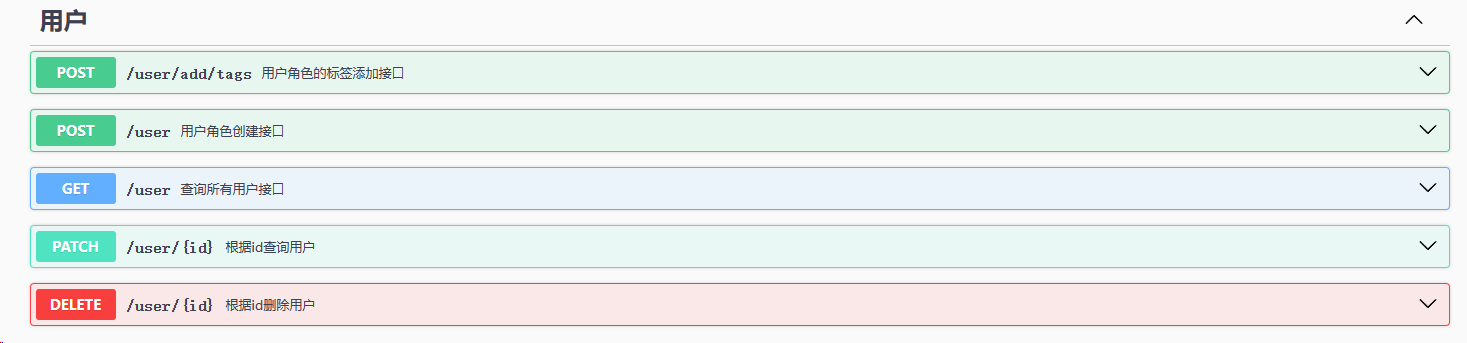 用户
POST /user/add/tags 用户角色的标签添加接口
POST /user 用户角色创建接口
GET /user 查询所有用户接口
PATCH /user/{id} 根据id查询用户
DELETE /user/{id} 根据id删除用户